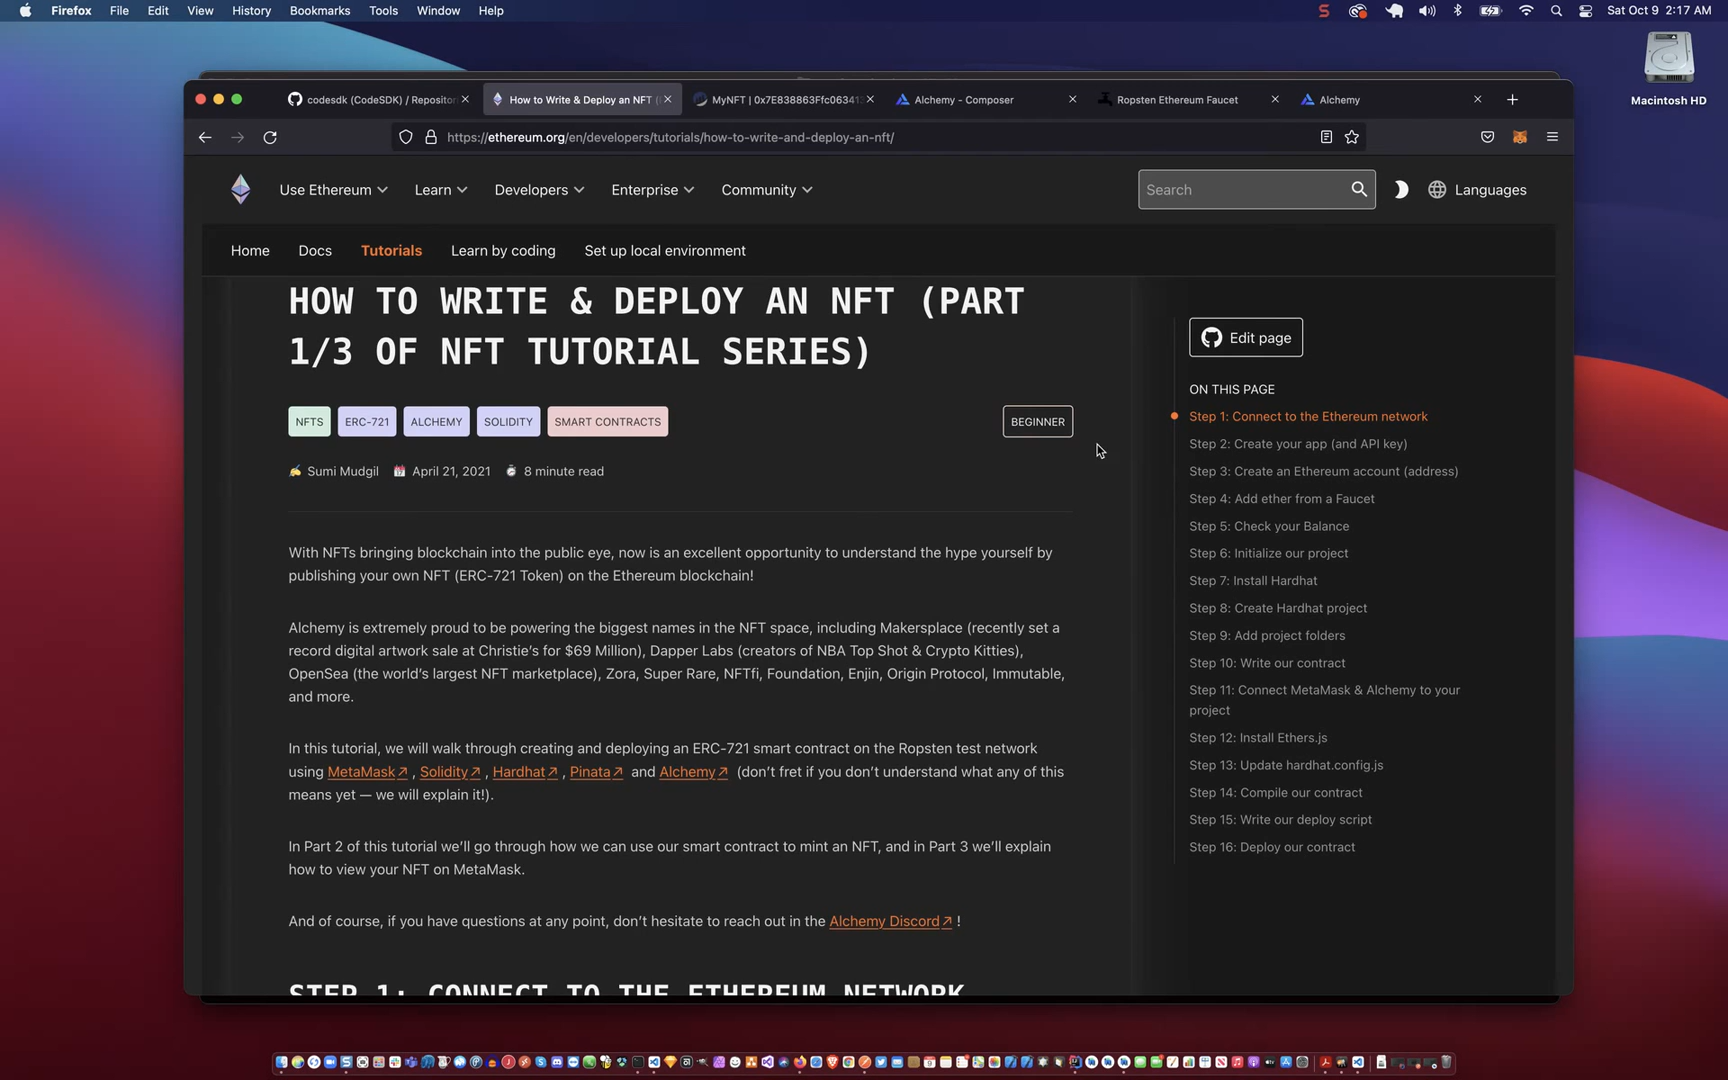 Firefox File Edit View History Bookmarks Tools Window Help
Sat Oct 9 2:17 AM
Macintosh HD
codesdk (CodeSDK) / Repositor
How to Write & Deploy an NFT (
MyNFT | 0x7E838863Ffc06341
Alchemy - Composer
Ropsten Ethereum Faucet
Alchemy
https://ethereum.org/en/developers/tutorials/how-to-write-and-deploy-an-nft/
Use Ethereum Learn Developers Enterprise Community
Search
Languages
Home Docs Tutorials Learn by coding Set up local environment
HOW TO WRITE & DEPLOY AN NFT (PART
1/3 OF NFT TUTORIAL SERIES)
NFTS ERC-721 ALCHEMY SOLIDITY SMART CONTRACTS
BEGINNER
Sumi Mudgil April 21, 2021 8 minute read
With NFTs bringing blockchain into the public eye, now is an excellent opportunity to understand the hype yourself by
publishing your own NFT (ERC-721 Token) on the Ethereum blockchain!
Alchemy is extremely proud to be powering the biggest names in the NFT space, including Makersplace (recently set a
record digital artwork sale at Christie’s for $69 Million), Dapper Labs (creators of NBA Top Shot & Crypto Kitties),
OpenSea (the world’s largest NFT marketplace), Zora, Super Rare, NFTfi, Foundation, Enjin, Origin Protocol, Immutable,
and more.
In this tutorial, we will walk through creating and deploying an ERC-721 smart contract on the Ropsten test network
using MetaMask↗ , Solidity↗ , Hardhat↗ , Pinata↗ and Alchemy↗ (don’t fret if you don’t understand what any of this
means yet — we will explain it!).
In Part 2 of this tutorial we’ll go through how we can use our smart contract to mint an NFT, and in Part 3 we’ll explain
how to view your NFT on MetaMask.
And of course, if you have questions at any point, don’t hesitate to reach out in the Alchemy Discord↗ !
STEP 1: CONNECT TO THE ETHEREUM NETWORK
Edit page
ON THIS PAGE
Step 1: Connect to the Ethereum network
Step 2: Create your app (and API key)
Step 3: Create an Ethereum account (address)
Step 4: Add ether from a Faucet
Step 5: Check your Balance
Step 6: Initialize our project
Step 7: Install Hardhat
Step 8: Create Hardhat project
Step 9: Add project folders
Step 10: Write our contract
Step 11: Connect MetaMask & Alchemy to your
project
Step 12: Install Ethers.js
Step 13: Update hardhat.config.js
Step 14: Compile our contract
Step 15: Write our deploy script
Step 16: Deploy our contract